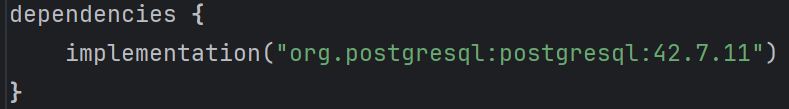 dependencies {
    implementation("org.postgresql:postgresql:42.7.11")
}